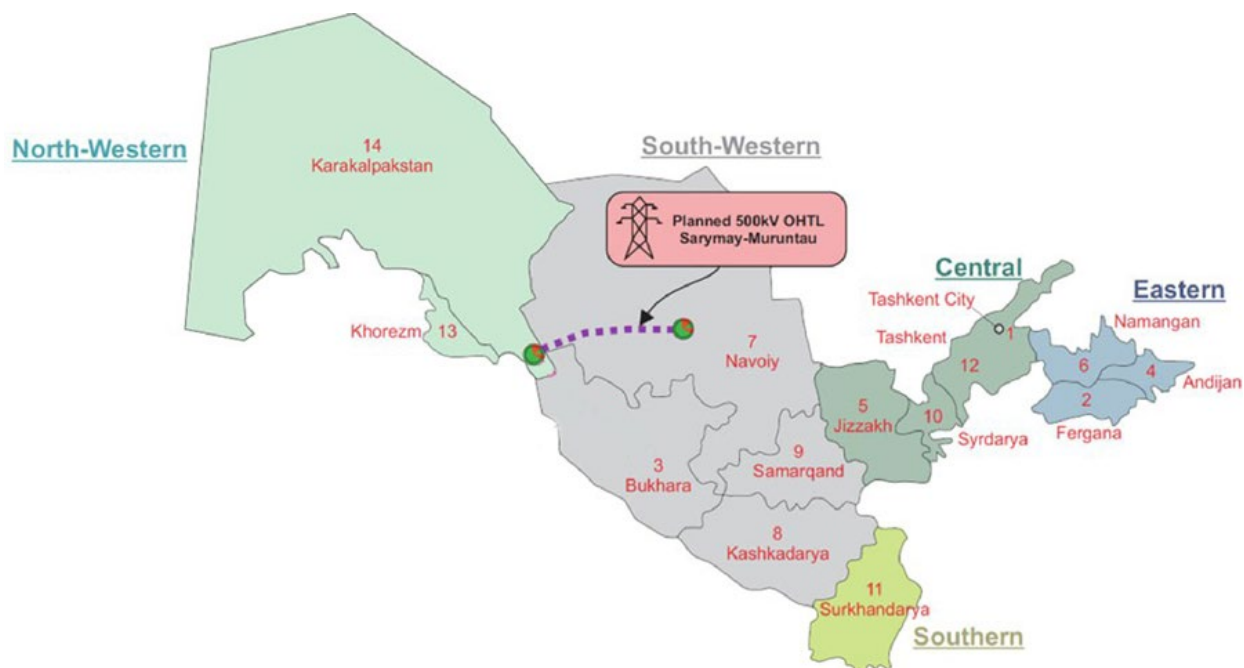 North-Western
14
Karakalpakstan
South-Western
Planned 500kV OHTL
Sarymay-Muruntau
Central
Tashkent City
Eastern
Khorezm
13
Tashkent
1
Namangan
7
Navoiy
12
6
4
Andijan
5
Jizzakh
10
2
Syrdarya
Fergana
3
Bukhara
9
Samarqand
8
Kashkadarya
11
Surkhandarya
Southern